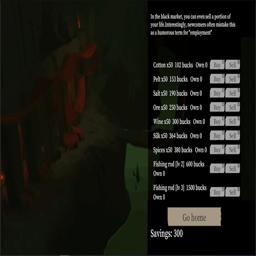 In the black market, you can even sell a portion of
your life.Interestingly, newcomers often mistake this
as a humorous term for "employment"
Cotton x50 102 bucks Own 0 Buy Sell
Pelt x50 153 bucks Own 0 Buy Sell
Salt x50 190 bucks Own 0 Buy Sell
Ore x50 250 bucks Own 0 Buy Sell
Wine x50 300 bucks Own 0 Buy Sell
Silk x50 364 bucks Own 0 Buy Sell
Spices x50 380 bucks Own 0 Buy Sell
Fishing rod [lv 2] 600 bucks
Own 0 Buy Sell
Fishing rod [lv 3] 1500 bucks
Own 0 Buy Sell
Go home
Savings: 300